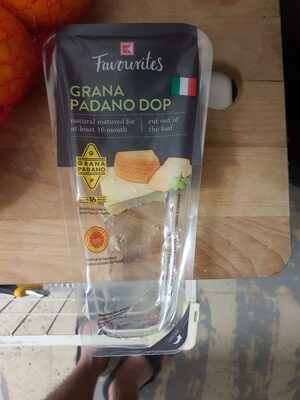 K
Favourites
GRANA
PADANO DOP
natural matured for
at least 16 month
cut out of
the loaf
G
GRANA
PADANO
P
16